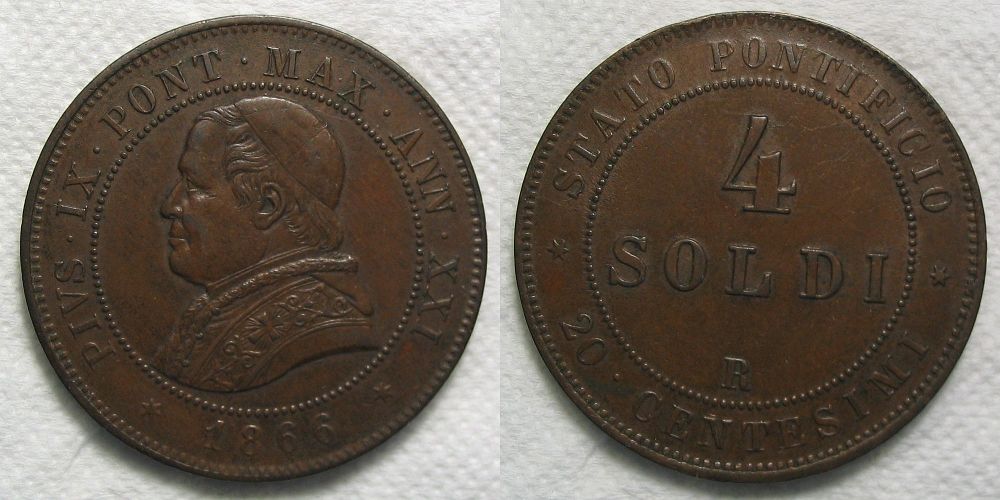 PIVS · IX · PONT · MAX · ANN · XXI
1866
STATO PONTIFICIO
4
SOLDI
R
20 · CENTESIMI